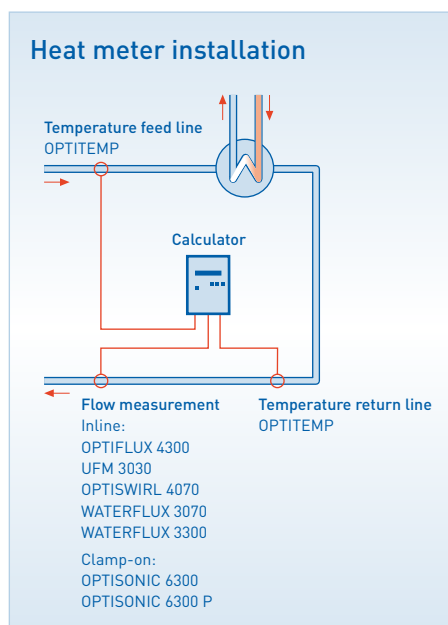 Heat meter installation
Temperature feed line
OPTITEMP
Calculator
Flow measurement
Inline:
OPTIFLUX 4300
UFM 3030
OPTISWIRL 4070
WATERFLUX 3070
WATERFLUX 3300
Clamp-on:
OPTISONIC 6300
OPTISONIC 6300 P
Temperature return line
OPTITEMP